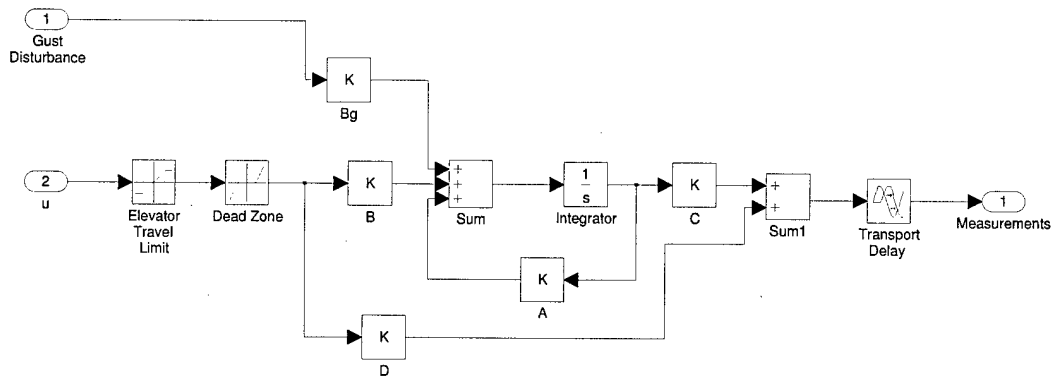 1
Gust
Disturbance
K
Bg
2
u
Elevator
Travel
Limit
Dead Zone
K
B
+
+
+
Sum
1
s
Integrator
K
C
+
+
Sum1
Transport
Delay
1
Measurements
K
A
K
D